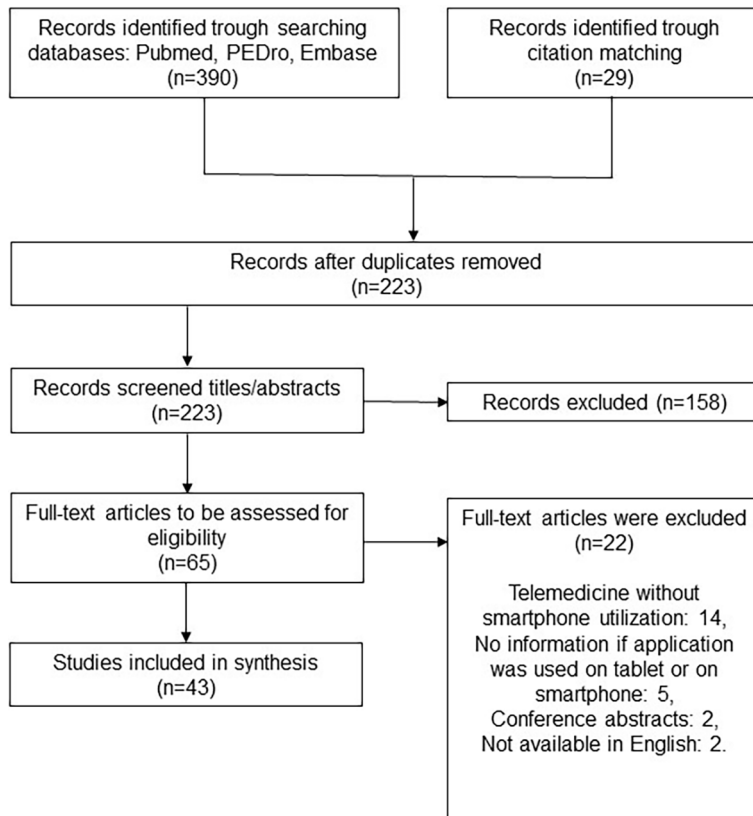 Records identified trough searching
databases: Pubmed, PEDro, Embase
(n=390)
Records identified trough
citation matching
(n=29)
Records after duplicates removed
(n=223)
Records screened titles/abstracts
(n=223)
Records excluded (n=158)
Full-text articles to be assessed for
eligibility
(n=65)
Full-text articles were excluded
(n=22)
Telemedicine without
smartphone utilization: 14,
No information if application
was used on tablet or on
smartphone: 5,
Conference abstracts: 2,
Not available in English: 2.
Studies included in synthesis
(n=43)